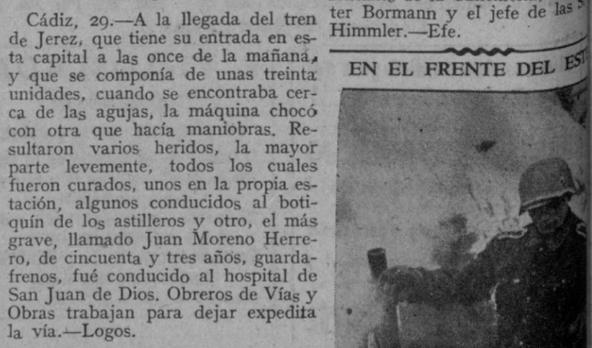 Cádiz, 29.—A la llegada del tren
de Jerez, que tiene su entrada en es-
ta capital a las once de la mañana,
y que se componía de unas treinta
unidades, cuando se encontraba cer-
ca de las agujas, la máquina chocó
con otra que hacía maniobras. Re-
sultaron varios heridos, la mayor
parte levemente, todos los cuales
fueron curados, unos en la propia es-
tación, algunos conducidos al boti-
quín de los astilleros y otro, el más
grave, llamado Juan Moreno Herre-
ro, de cincuenta y tres años, guarda-
frenos, fué conducido al hospital de
San Juan de Dios. Obreros de Vías y
Obras trabajan para dejar expedita
la vía.—Logos.
ter Bormann y el jefe de las S
Himmler.—Efe.
EN EL FRENTE DEL EST